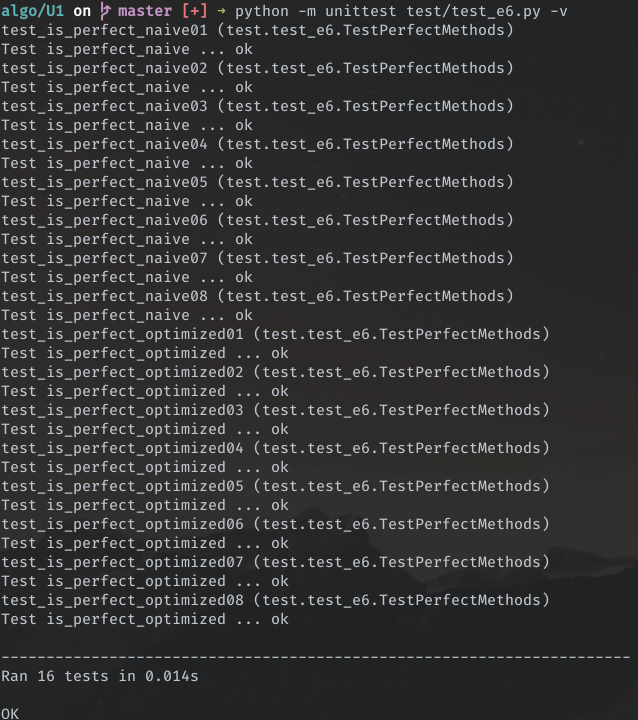 algo/U1 on master [+] → python -m unittest test/test_e6.py -v
test_is_perfect_naive01 (test.test_e6.TestPerfectMethods)
Test is_perfect_naive ... ok
test_is_perfect_naive02 (test.test_e6.TestPerfectMethods)
Test is_perfect_naive ... ok
test_is_perfect_naive03 (test.test_e6.TestPerfectMethods)
Test is_perfect_naive ... ok
test_is_perfect_naive04 (test.test_e6.TestPerfectMethods)
Test is_perfect_naive ... ok
test_is_perfect_naive05 (test.test_e6.TestPerfectMethods)
Test is_perfect_naive ... ok
test_is_perfect_naive06 (test.test_e6.TestPerfectMethods)
Test is_perfect_naive ... ok
test_is_perfect_naive07 (test.test_e6.TestPerfectMethods)
Test is_perfect_naive ... ok
test_is_perfect_naive08 (test.test_e6.TestPerfectMethods)
Test is_perfect_naive ... ok
test_is_perfect_optimized01 (test.test_e6.TestPerfectMethods)
Test is_perfect_optimized ... ok
test_is_perfect_optimized02 (test.test_e6.TestPerfectMethods)
Test is_perfect_optimized ... ok
test_is_perfect_optimized03 (test.test_e6.TestPerfectMethods)
Test is_perfect_optimized ... ok
test_is_perfect_optimized04 (test.test_e6.TestPerfectMethods)
Test is_perfect_optimized ... ok
test_is_perfect_optimized05 (test.test_e6.TestPerfectMethods)
Test is_perfect_optimized ... ok
test_is_perfect_optimized06 (test.test_e6.TestPerfectMethods)
Test is_perfect_optimized ... ok
test_is_perfect_optimized07 (test.test_e6.TestPerfectMethods)
Test is_perfect_optimized ... ok
test_is_perfect_optimized08 (test.test_e6.TestPerfectMethods)
Test is_perfect_optimized ... ok
----------------------------------------------------------------------
Ran 16 tests in 0.014s
OK